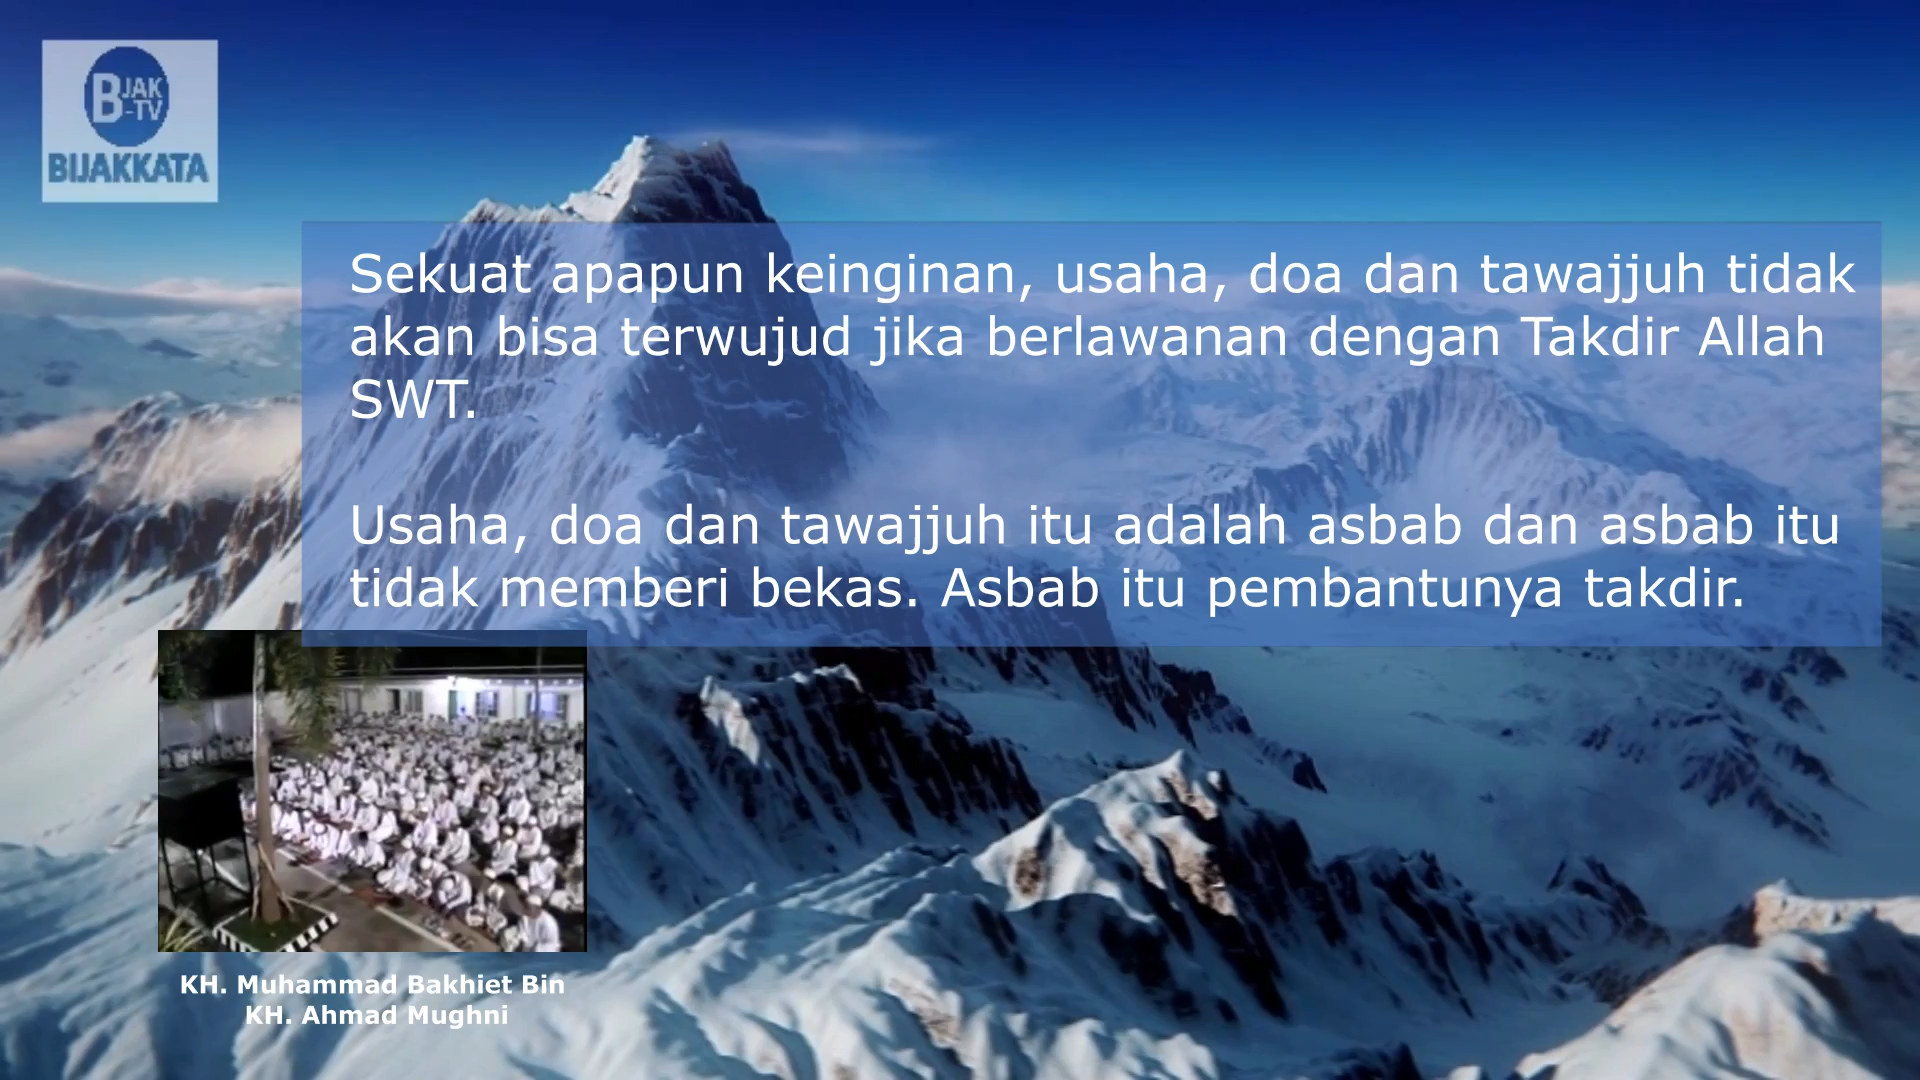 BJAK
-TV
BIJAKKATA
Sekuat apapun keinginan, usaha, doa dan tawajjuh tidak
akan bisa terwujud jika berlawanan dengan Takdir Allah
SWT.
Usaha, doa dan tawajjuh itu adalah asbab dan asbab itu
tidak memberi bekas. Asbab itu pembantunya takdir.
KH. Muhammad Bakhiet Bin
KH. Ahmad Mughni